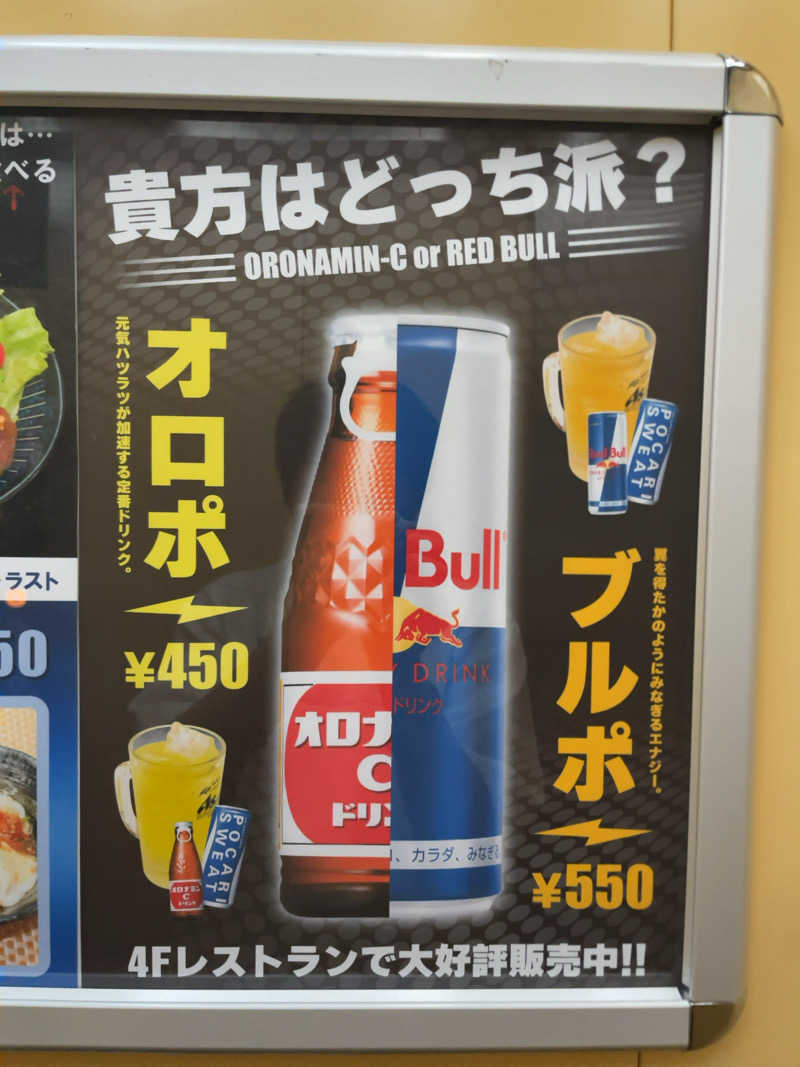 は…
べる
↑
貴方はどっち派？
ORONAMIN-C or RED BULL
オロポ
元気ハツラツが加速する定番ドリンク。
¥450
オロナ
C
ドリン
Bull
Y DRINK
ドリンク
、カラダ、みなぎる
POCARI
SWEAT
Red Bull
ブルポ
翼を得たかのようにみなぎるエナジー。
¥550
POCARI
SWEAT
オロナミン
C
ドリンク
ラスト
50
4Fレストランで大好評販売中!!